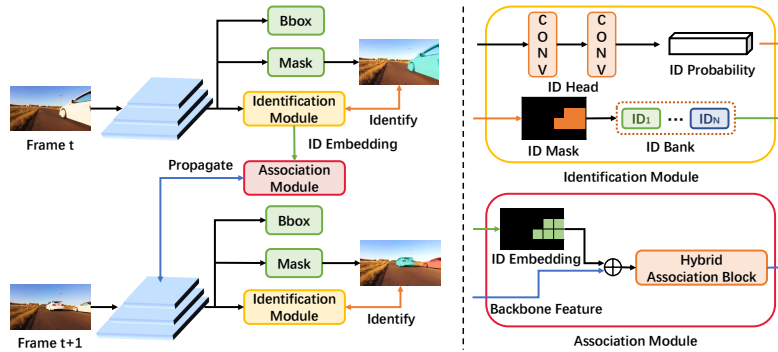 Bbox
Mask
Identification
Module
Identify
Frame t
ID Embedding
Propagate
Association
Module
Bbox
Mask
Identification
Module
Identify
Frame t+1
CONV
CONV
ID Head
ID Probability
ID Mask
ID1 ... IDN
ID Bank
Identification Module
ID Embedding
Hybrid
Association Block
Backbone Feature
Association Module